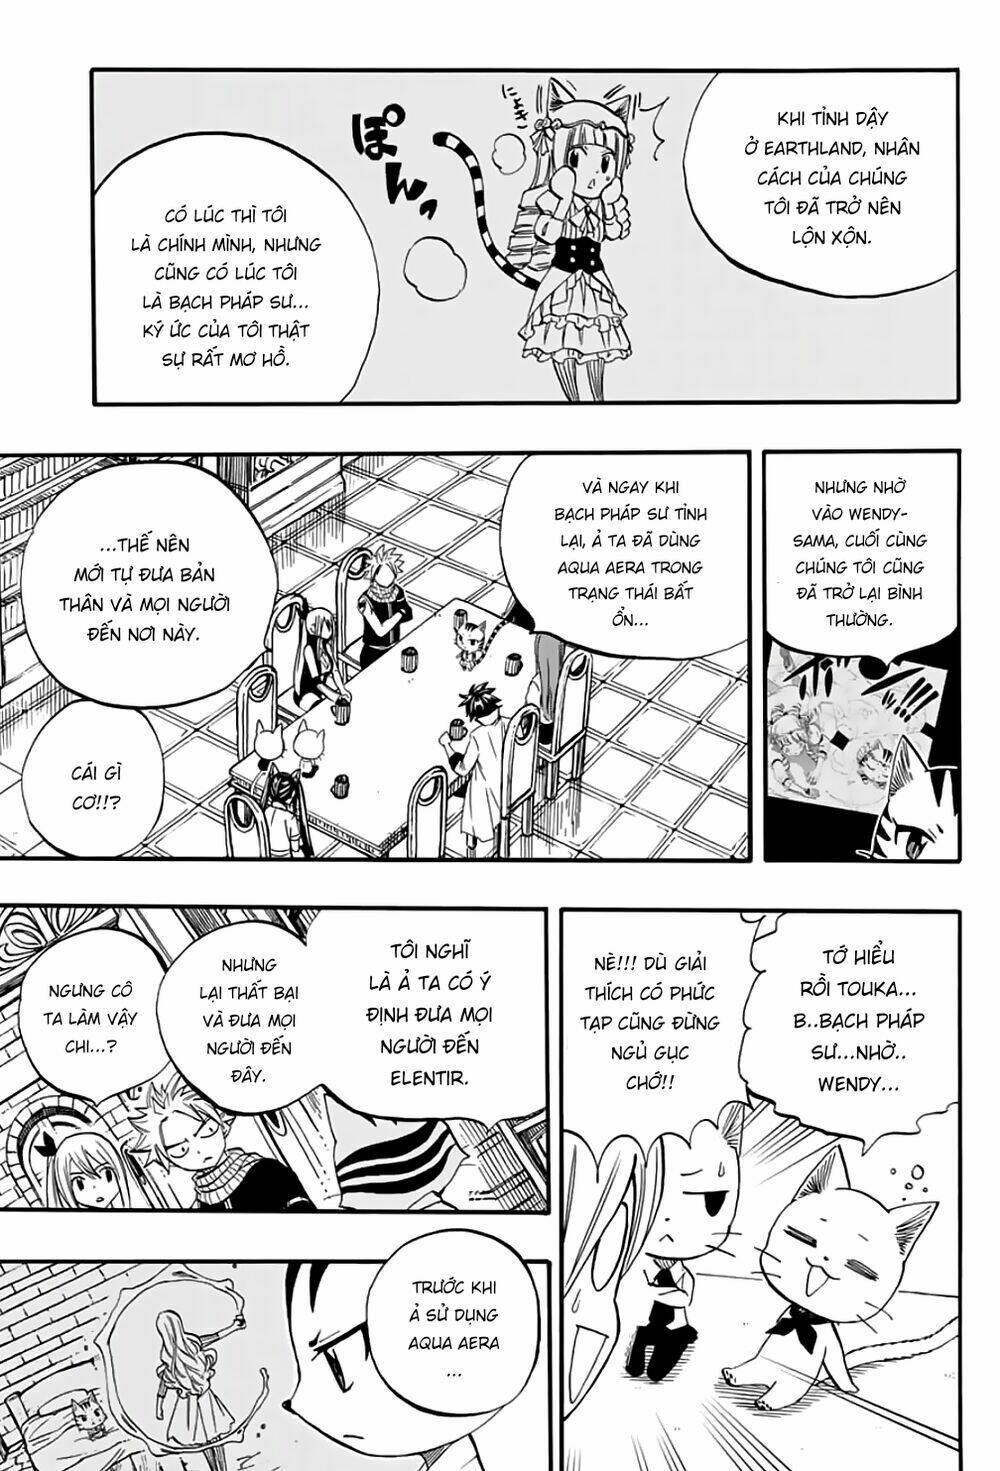 KHI TỈNH DẬY
Ở EARTHLAND, NHÂN
CÁCH CỦA CHÚNG
TÔI ĐÃ TRỞ NÊN
LỘN XỘN.
にきっ
ぽんっ
CÓ LÚC THÌ TÔI
LÀ CHÍNH MÌNH, NHƯNG
CŨNG CÓ LÚC TÔI
LÀ BẠCH PHÁP SƯ...
KÝ ỨC CỦA TÔI THẬT
SỰ RẤT MƠ HỒ.
NHƯNG NHỜ
VÀO WENDY-
SAMA, CUỐI CÙNG
CHÚNG TÔI CŨNG
ĐÃ TRỞ LẠI BÌNH
THƯỜNG.
VÀ NGAY KHI
BẠCH PHÁP SƯ TỈNH
LẠI, Ả TA ĐÃ DÙNG
AQUA AERA TRONG
TRẠNG THÁI BẤT
ỔN...
...THẾ NÊN
MỚI TỰ ĐƯA BẢN
THÂN VÀ MỌI NGƯỜI
ĐẾN NƠI NÀY.
CÁI GÌ
CƠ!!?
TỚ HIỂU
RỒI TOUKA...
B..BẠCH PHÁP
SƯ...NHỜ..
WENDY...
NÈ!!! DÙ GIẢI
THÍCH CÓ PHỨC
TẠP CŨNG ĐỪNG
NGỦ GỤC
CHỚ!!
TÔI NGHĨ
LÀ Ả TA CÓ Ý
ĐỊNH ĐƯA MỌI
NGƯỜI ĐẾN
ELENTIR.
NHƯNG
LẠI THẤT BẠI
VÀ ĐƯA MỌI
NGƯỜI ĐẾN
ĐÂY.
NGƯNG CÔ
TA LÀM VẬY
CHI...?
TRƯỚC KHI
Ả SỬ DỤNG
AQUA AERA
...